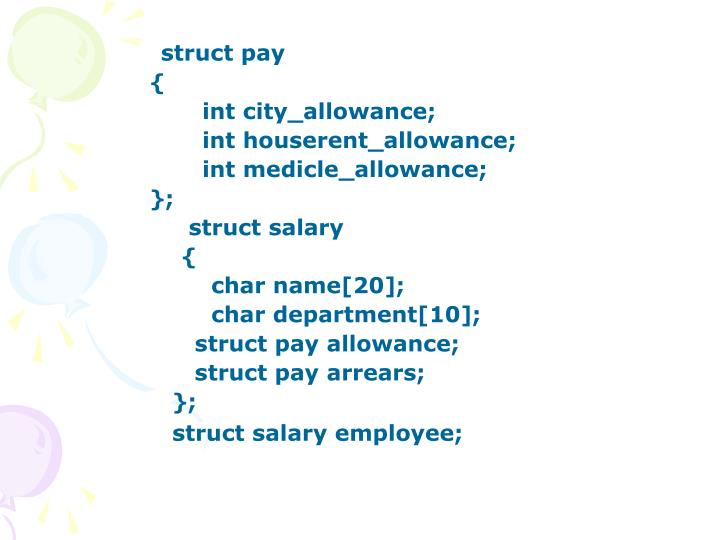 struct pay
{
int city_allowance;
int houserent_allowance;
int medicle_allowance;
};
struct salary
{
char name[20];
char department[10];
struct pay allowance;
struct pay arrears;
};
struct salary employee;